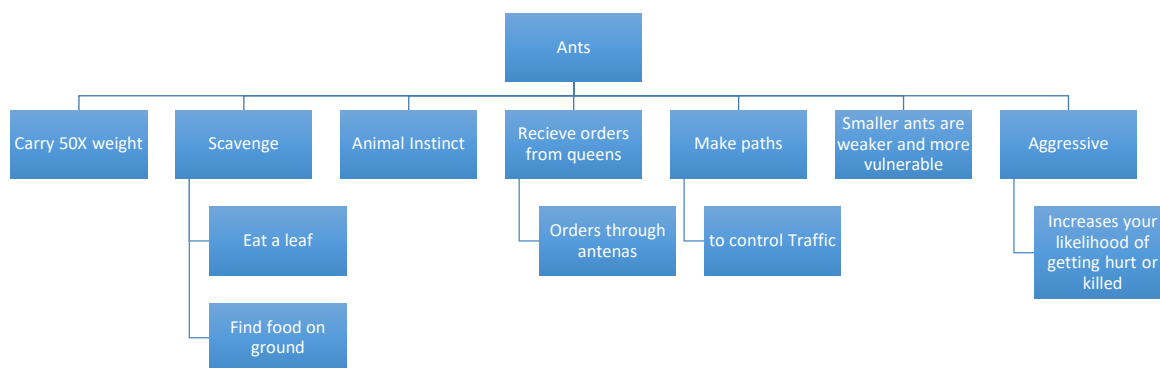 Ants
Carry 50X weight
Scavenge
Animal Instinct
Recieve orders
from queens
Make paths
Smaller ants are
weaker and more
vulnerable
Aggressive
Eat a leaf
Find food on
ground
Orders through
antenas
to control Traffic
Increases your
likelihood of
getting hurt or
killed